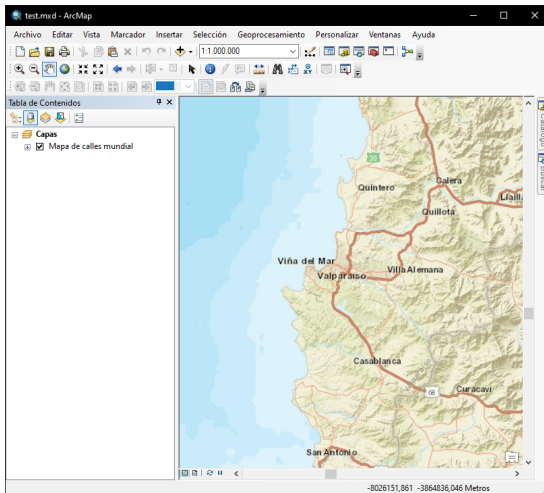 test.mxd - ArcMap
Archivo Editar Vista Marcador Insertar Selección Geoprocesamiento Personalizar Ventanas Ayuda
1:1.000.000
Tabla de Contenidos
Capas
Mapa de calles mundial
Quintero
Calera
Quillota
Viña del Mar
Valparaíso
Villa Alemana
Casablanca
68
Curacaví
San Antonio
-8026151,861 -3864836,046 Metros